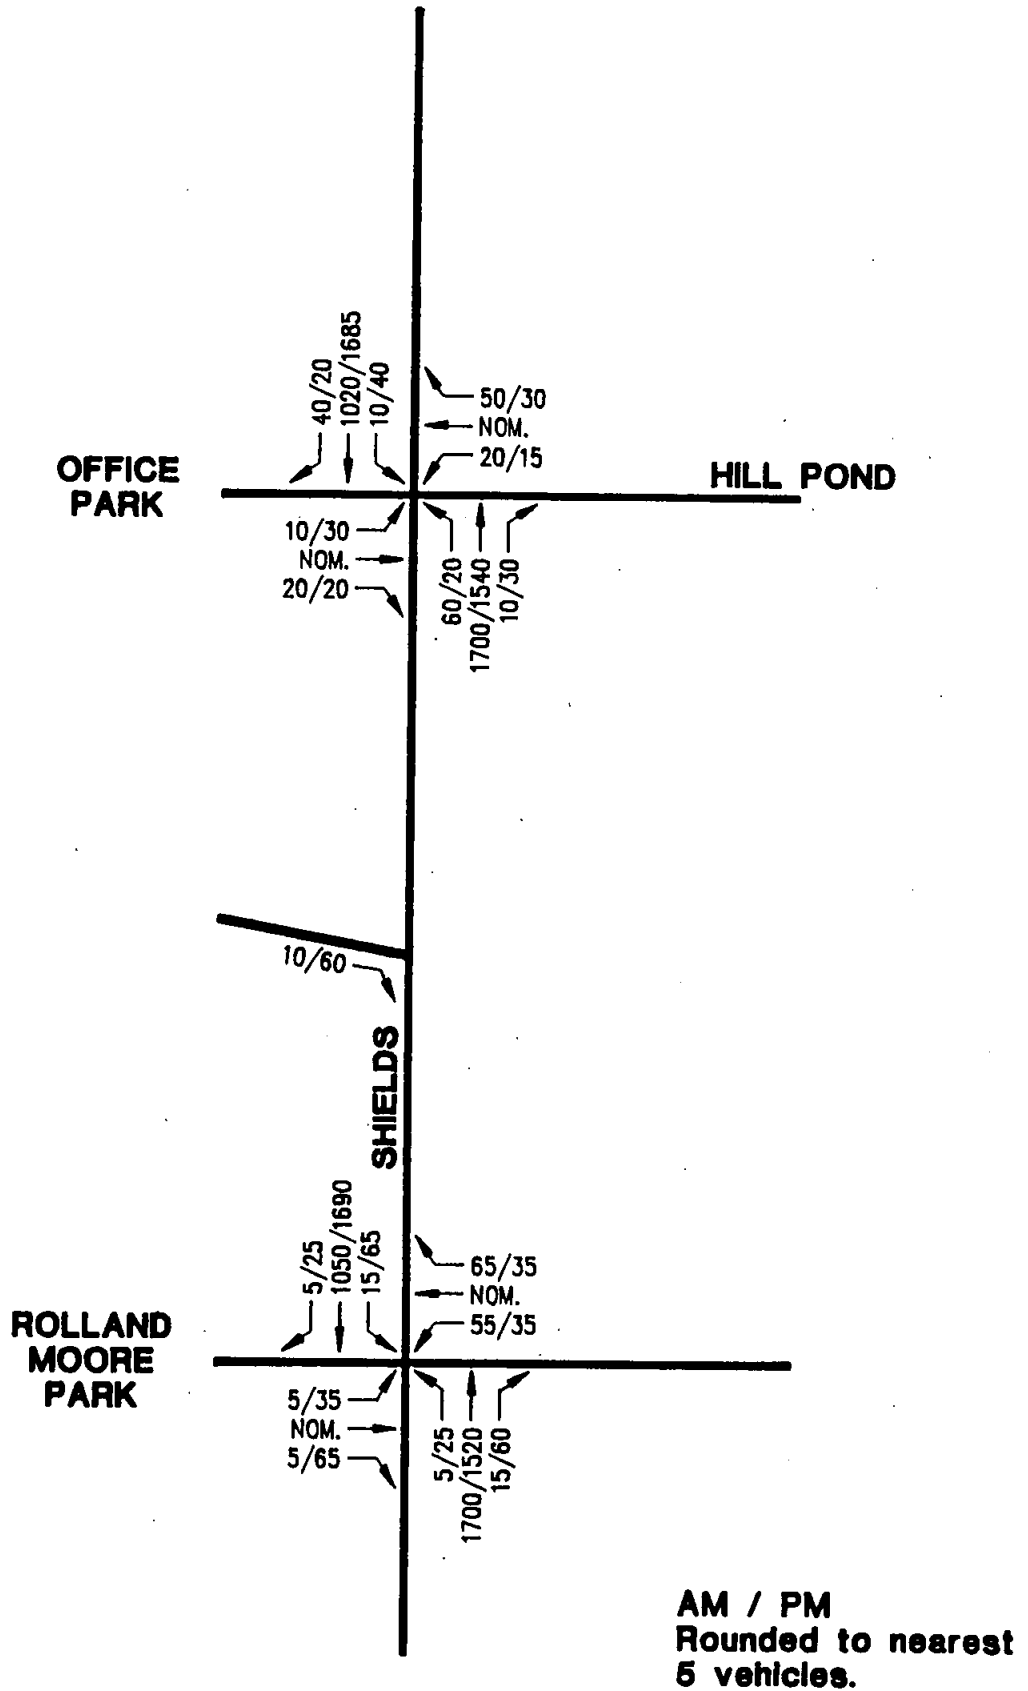 40/20
1020/1685
10/40
50/30
NOM.
20/15
OFFICE
PARK
HILL POND
10/30
NOM.
20/20
60/20
1700/1540
10/30
10/60
SHIELDS
5/25
1050/1690
15/65
65/35
NOM.
55/35
ROLLAND
MOORE
PARK
5/35
NOM.
5/65
5/25
1700/1520
15/60
AM / PM
Rounded to nearest
5 vehicles.